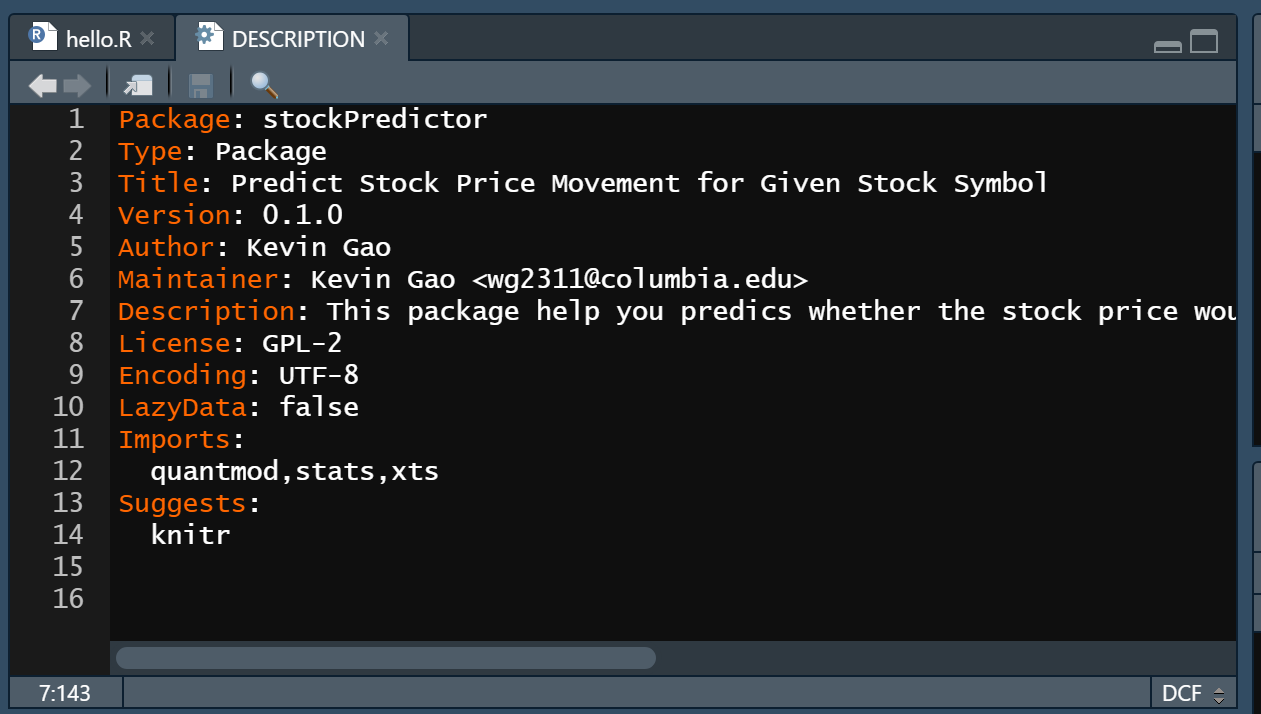 hello.R
DESCRIPTION
1 Package: stockPredictor
2 Type: Package
3 Title: Predict Stock Price Movement for Given Stock Symbol
4 Version: 0.1.0
5 Author: Kevin Gao
6 Maintainer: Kevin Gao <wg2311@columbia.edu>
7 Description: This package help you predics whether the stock price wou
8 License: GPL-2
9 Encoding: UTF-8
10 LazyData: false
11 Imports:
12 quantmod,stats,xts
13 Suggests:
14 knitr
15
16
7:143
DCF